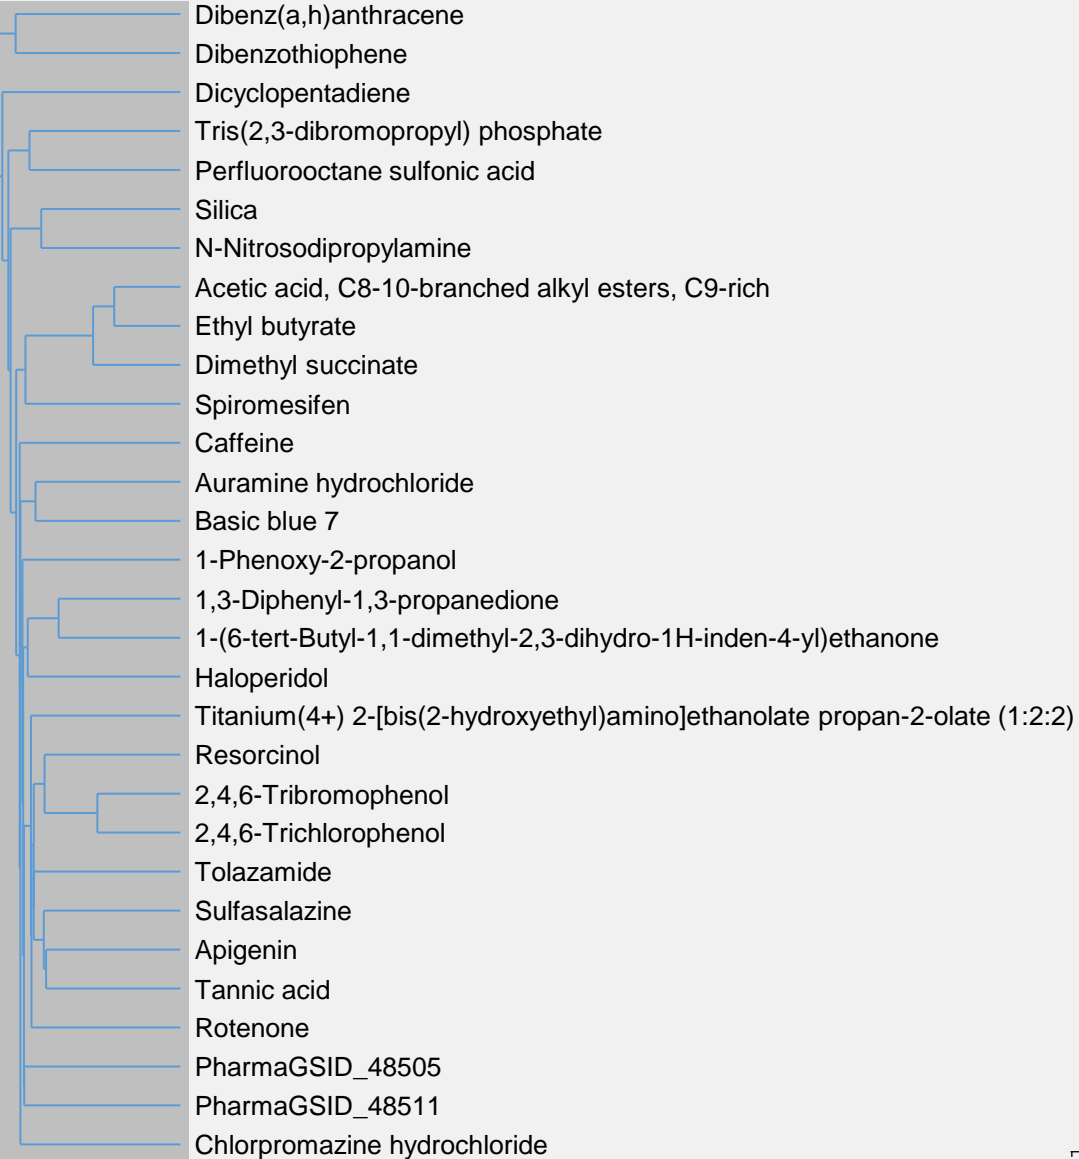 Dibenz(a,h)anthracene
Dibenzothiophene
Dicyclopentadiene
Tris(2,3-dibromopropyl) phosphate
Perfluorooctane sulfonic acid
Silica
N-Nitrosodipropylamine
Acetic acid, C8-10-branched alkyl esters, C9-rich
Ethyl butyrate
Dimethyl succinate
Spiromesifen
Caffeine
Auramine hydrochloride
Basic blue 7
1-Phenoxy-2-propanol
1,3-Diphenyl-1,3-propanedione
1-(6-tert-Butyl-1,1-dimethyl-2,3-dihydro-1H-inden-4-yl)ethanone
Haloperidol
Titanium(4+) 2-[bis(2-hydroxyethyl)amino]ethanolate propan-2-olate (1:2:2)
Resorcinol
2,4,6-Tribromophenol
2,4,6-Trichlorophenol
Tolazamide
Sulfasalazine
Apigenin
Tannic acid
Rotenone
PharmaGSID_48505
PharmaGSID_48511
Chlorpromazine hydrochloride